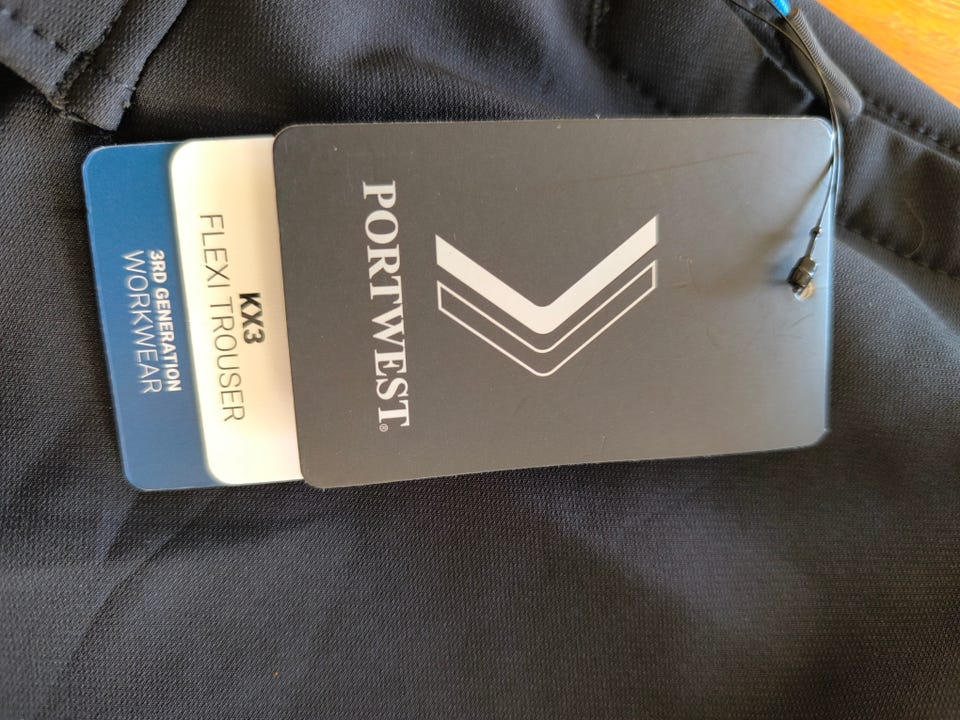 PORTWEST®
KX3
FLEXI TROUSER
3RD GENERATION
WORKWEAR